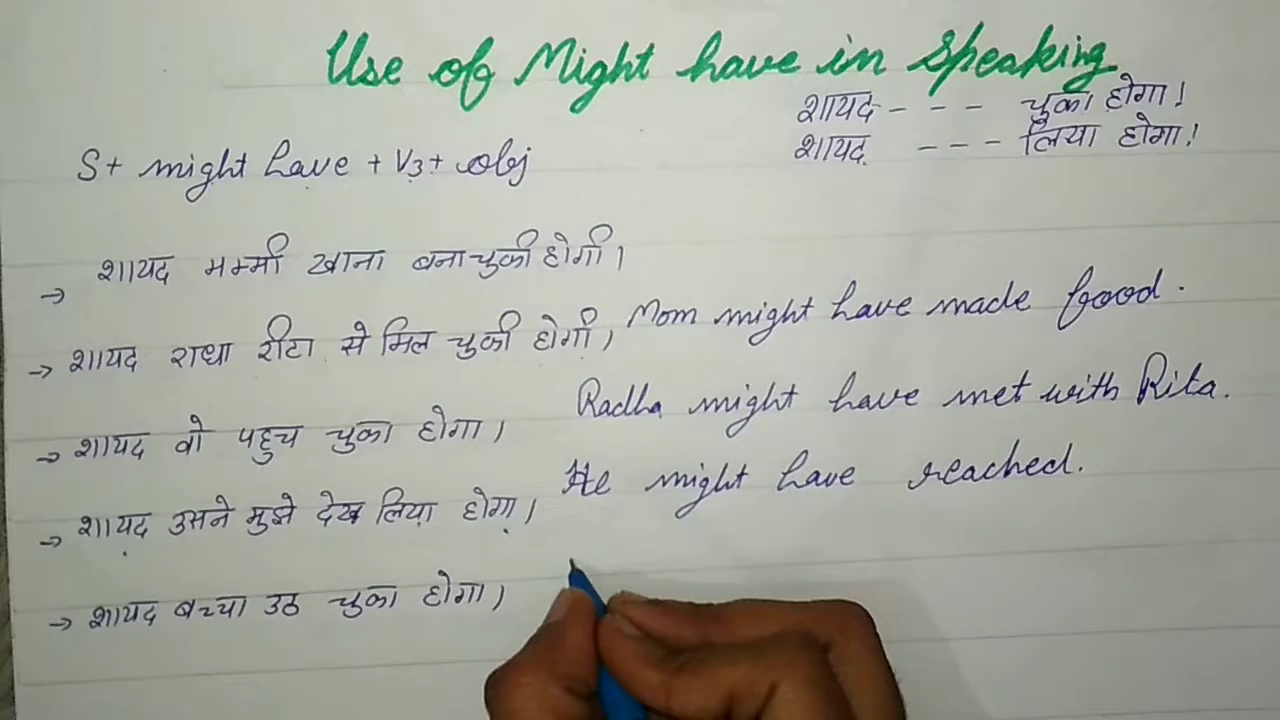 Use of Might have in Speaking
शायद - - - चुका होगा!
शायद - - - लिया होगा!
S+ might have + V3 + obj
→ शायद मम्मी खाना बना चुकी होगी।
Mom might have made food.
→ शायद राधा रीटा से मिल चुकी होगी।
Radha might have met with Rita.
→ शायद वो पहुच चुका होगा।
He might have reached.
→ शायद उसने मुझे देख लिया होगा।
→ शायद बच्चा उठ चुका होगा।